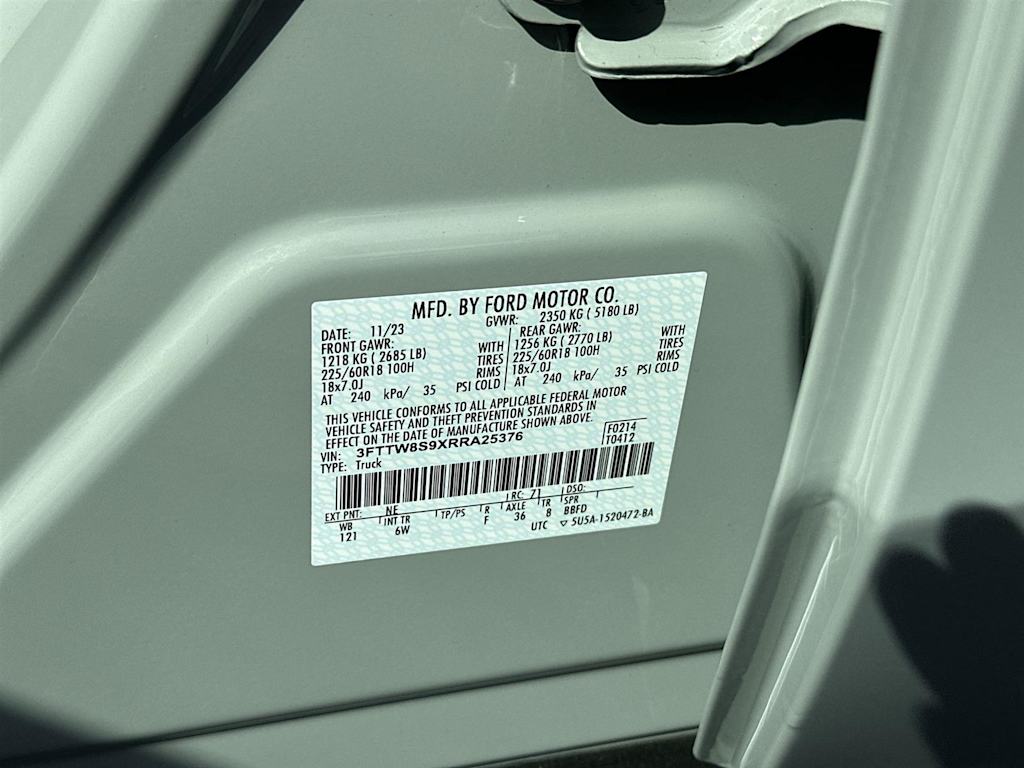 MFD. BY FORD MOTOR CO.
DATE: 11/23 GVWR: 2350 KG ( 5180 LB)
FRONT GAWR: WITH REAR GAWR: WITH
1218 KG ( 2685 LB) TIRES 1256 KG ( 2770 LB) TIRES
225/60R18 100H RIMS 225/60R18 100H RIMS
18x7.0J 18x7.0J
AT 240 kPa/ 35 PSI COLD AT 240 kPa/ 35 PSI COLD
THIS VEHICLE CONFORMS TO ALL APPLICABLE FEDERAL MOTOR
VEHICLE SAFETY AND THEFT PREVENTION STANDARDS IN
EFFECT ON THE DATE OF MANUFACTURE SHOWN ABOVE.
VIN: 3FTTW8S9XRRA25376 F0214
TYPE: Truck T0412
EXT PNT: NE RC: 71 DSO:
WB INT TR TP/PS R AXLE TR SPR
121 6W F 36 8 BBFD
UTC ▽ 5U5A-1520472-BA